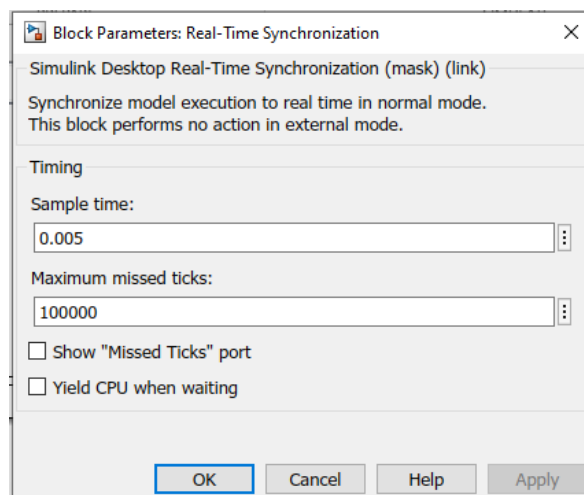 Block Parameters: Real-Time Synchronization
Simulink Desktop Real-Time Synchronization (mask) (link)
Synchronize model execution to real time in normal mode.
This block performs no action in external mode.
Timing
Sample time:
0.005
Maximum missed ticks:
100000
Show "Missed Ticks" port
Yield CPU when waiting
OK Cancel Help Apply